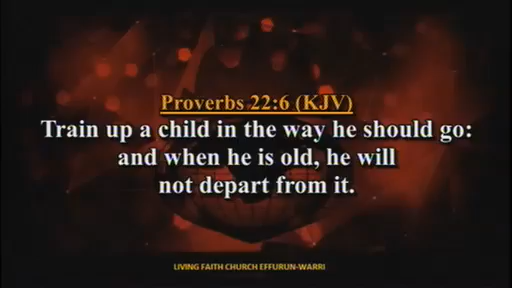 Proverbs 22:6 (KJV)
Train up a child in the way he should go:
and when he is old, he will
not depart from it.
LIVING FAITH CHURCH EFFURUN-WARRI